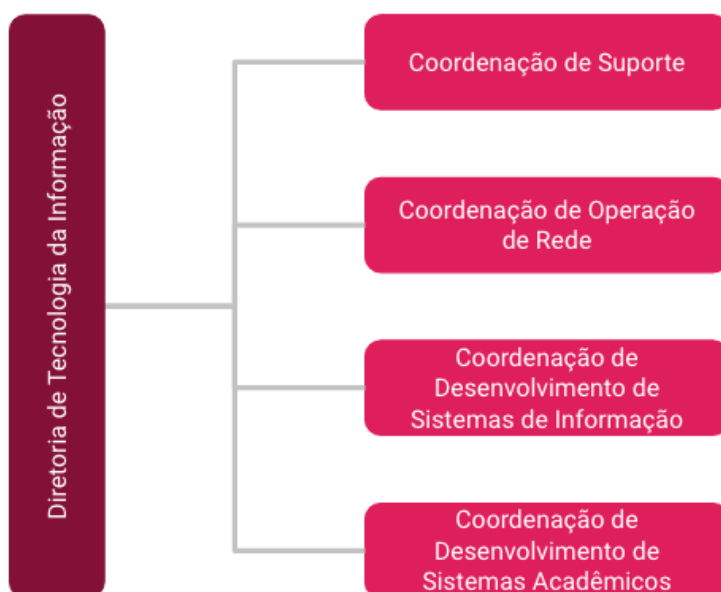 Diretoria de Tecnologia da Informação
Coordenação de Suporte
Coordenação de Operação
de Rede
Coordenação de
Desenvolvimento de
Sistemas de Informação
Coordenação de
Desenvolvimento de
Sistemas Acadêmicos